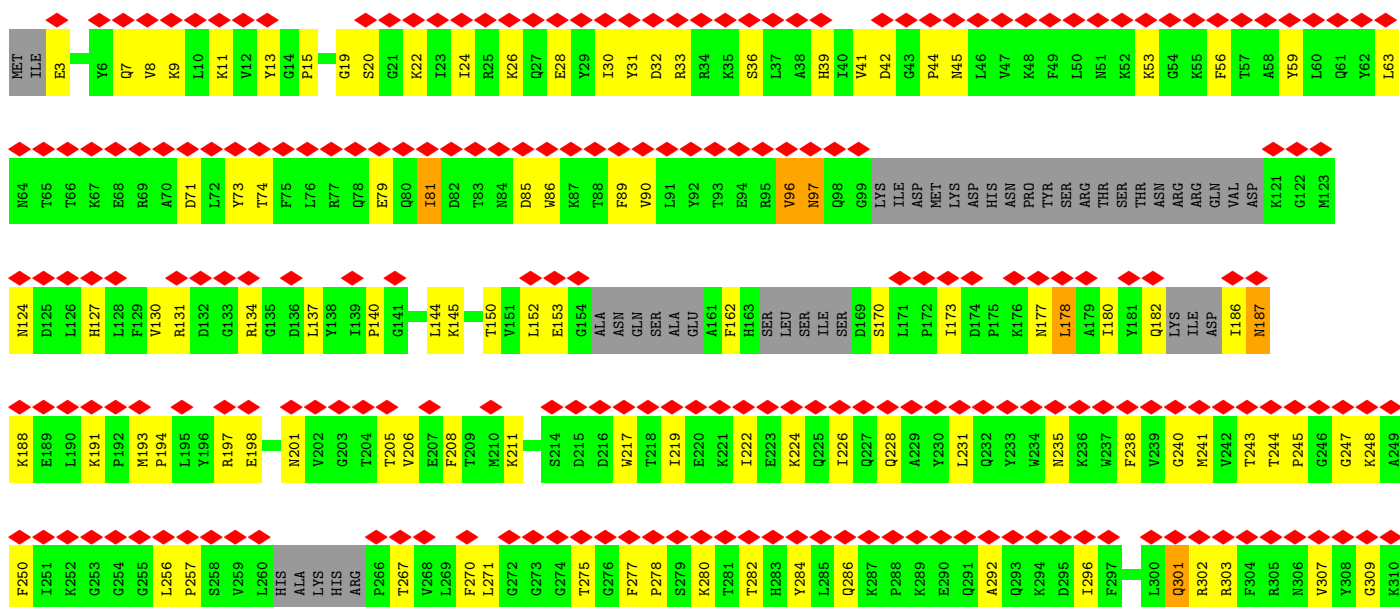 MET ILE E3 Y6 Q7 V8 K9 L10 K11 V12 Y13 G14 P15 G19 S20 G21 K22 I23 I24 R25 K26 Q27 E28 Y29 I30 Y31 D32 R33 R34 K35 S36 L37 A38 H39 I40 V41 D42 G43 P44 N45 L46 V47 K48 F49 L50 N51 K52 K53 G54 K55 F56 T57 A58 Y59 L60 Q61 Y62 L63
N64 T65 T66 K67 E68 R69 A70 D71 L72 Y73 T74 F75 L76 R77 Q78 E79 Q80 I81 D82 T83 N84 D85 W86 K87 T88 F89 V90 L91 Y92 T93 E94 R95 V96 N97 Q98 G99 LYS ILE ASP MET LYS ASP HIS ASN PRO TYR SER ARG THR SER THR ASN ARG ARG GLN VAL ASP K121 G122 M123
N124 D125 L126 H127 L128 F129 V130 R131 D132 G133 R134 G135 D136 L137 Y138 I139 P140 G141 L144 K145 T150 V151 L152 E153 G154 ALA ASN GLN SER ALA GLU A161 F162 H163 SER LEU SER ILE SER D169 S170 L171 P172 I173 D174 P175 K176 N177 L178 A179 I180 Y181 Q182 LYS ILE ASP I186 N187
K188 E189 L190 K191 P192 M193 P194 L195 Y196 R197 E198 N201 V202 G203 T204 T205 V206 E207 F208 T209 M210 K211 S214 D215 D216 W217 T218 I219 E220 K221 I222 E223 K224 Q225 I226 Q227 Q228 A229 Y230 L231 Q232 Y233 W234 N235 K236 W237 F238 V239 G240 M241 V242 T243 T244 P245 G246 G247 K248 A249
F250 I251 K252 G253 G254 G255 L256 P257 S258 V259 L260 HIS ALA LYS HIS ARG P266 T267 V268 L269 F270 L271 G272 G273 G274 T275 G276 F277 P278 S279 K280 T281 T282 H283 Y284 L285 Q286 K287 P288 K289 E290 Q291 A292 Q293 K294 D295 I296 F297 L300 Q301 R302 R303 F304 R305 N306 V307 Y308 G309 K310